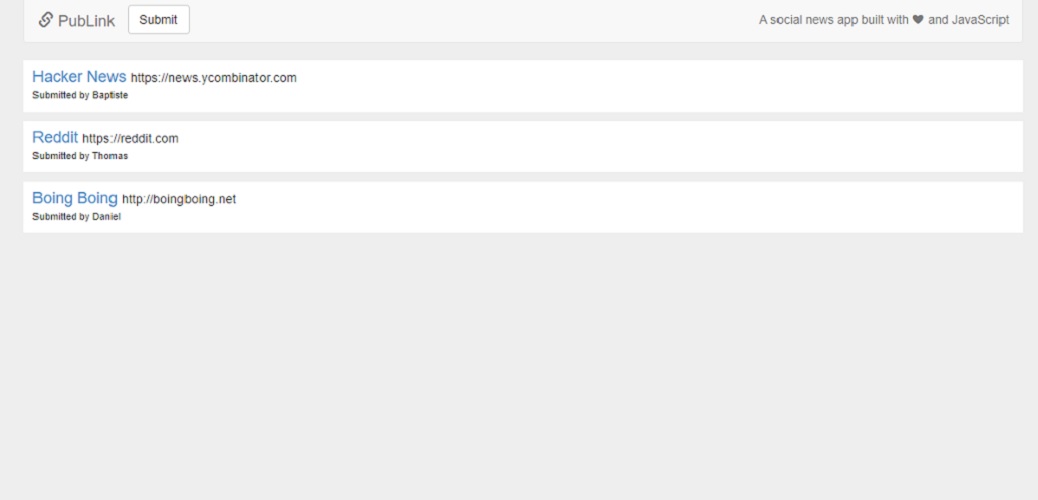 PubLink Submit A social news app built with ♥ and JavaScript
Hacker News https://news.ycombinator.com
Submitted by Baptiste
Reddit https://reddit.com
Submitted by Thomas
Boing Boing http://boingboing.net
Submitted by Daniel